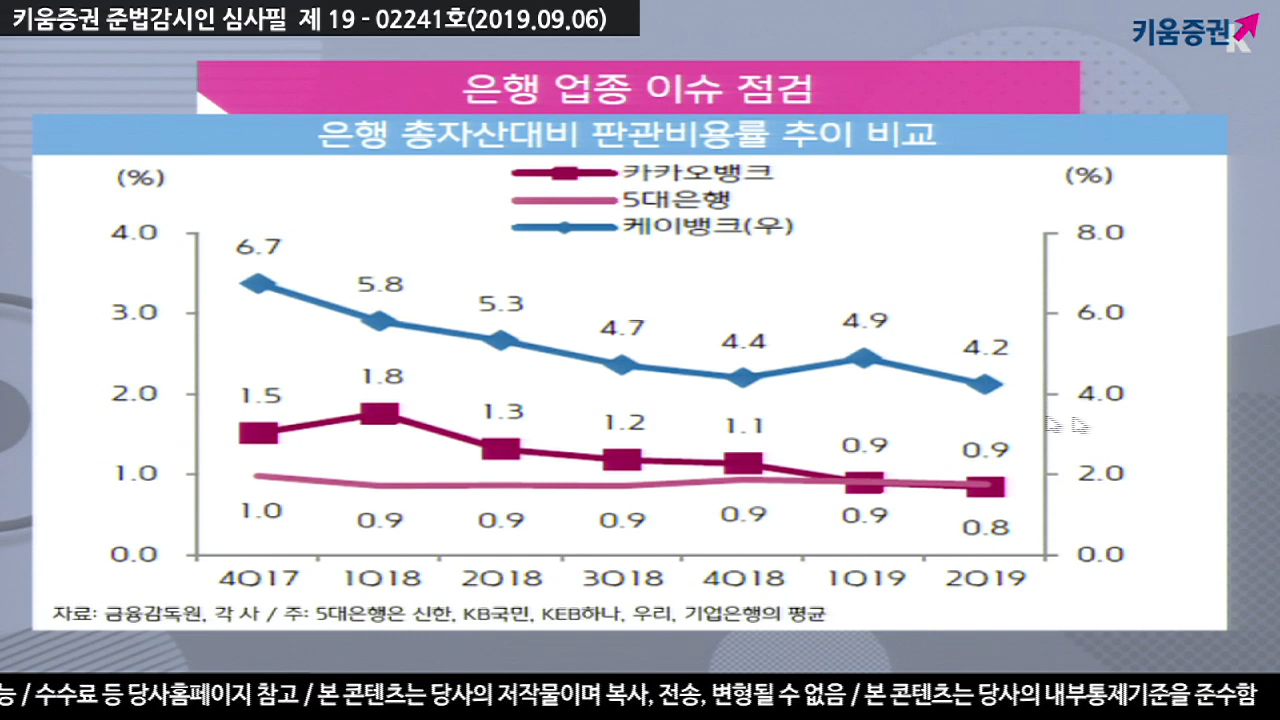 키움증권 준법감시인 심사필 제 19 - 02241호(2019.09.06)
키움증권
은행 업종 이슈 점검
은행 총자산대비 판관비용률 추이 비교
(%)
(%)
카카오뱅크
5대은행
케이뱅크(우)
4.0
3.0
2.0
1.0
0.0
8.0
6.0
4.0
2.0
0.0
6.7 5.8 5.3 4.7 4.4 4.9 4.2
1.5 1.8 1.3 1.2 1.1 0.9 0.9
1.0 0.9 0.9 0.9 0.9 0.9 0.8
4Q17 1Q18 2Q18 3Q18 4Q18 1Q19 2Q19
자료: 금융감독원, 각 사 / 주: 5대은행은 신한, KB국민, KEB하나, 우리, 기업은행의 평균
능 / 수수료 등 당사홈페이지 참고 / 본 콘텐츠는 당사의 저작물이며 복사, 전송, 변형될 수 없음 / 본 콘텐츠는 당사의 내부통제기준을 준수함